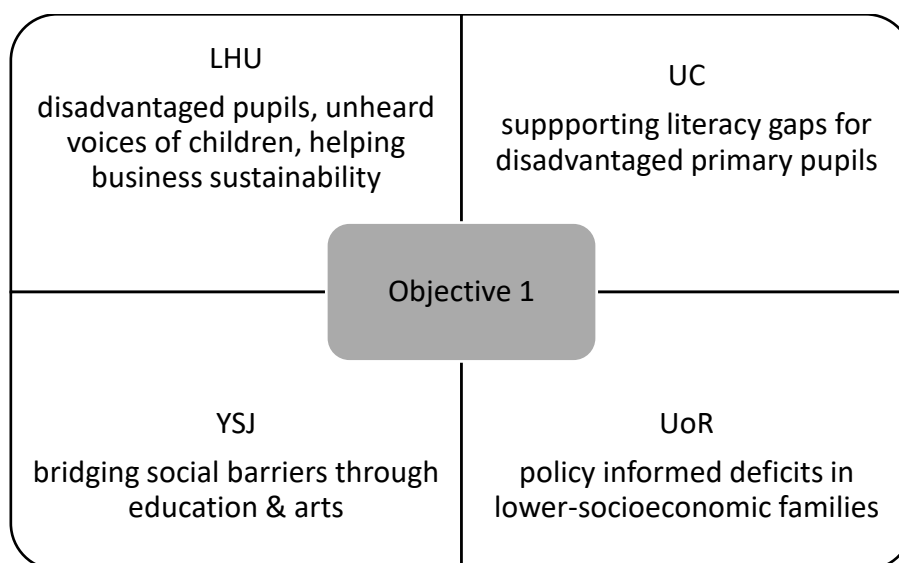 LHU
disadvantaged pupils, unheard
voices of children, helping
business sustainability
UC
suppporting literacy gaps for
disadvantaged primary pupils
Objective 1
YSJ
bridging social barriers through
education & arts
UoR
policy informed deficits in
lower-socioeconomic families